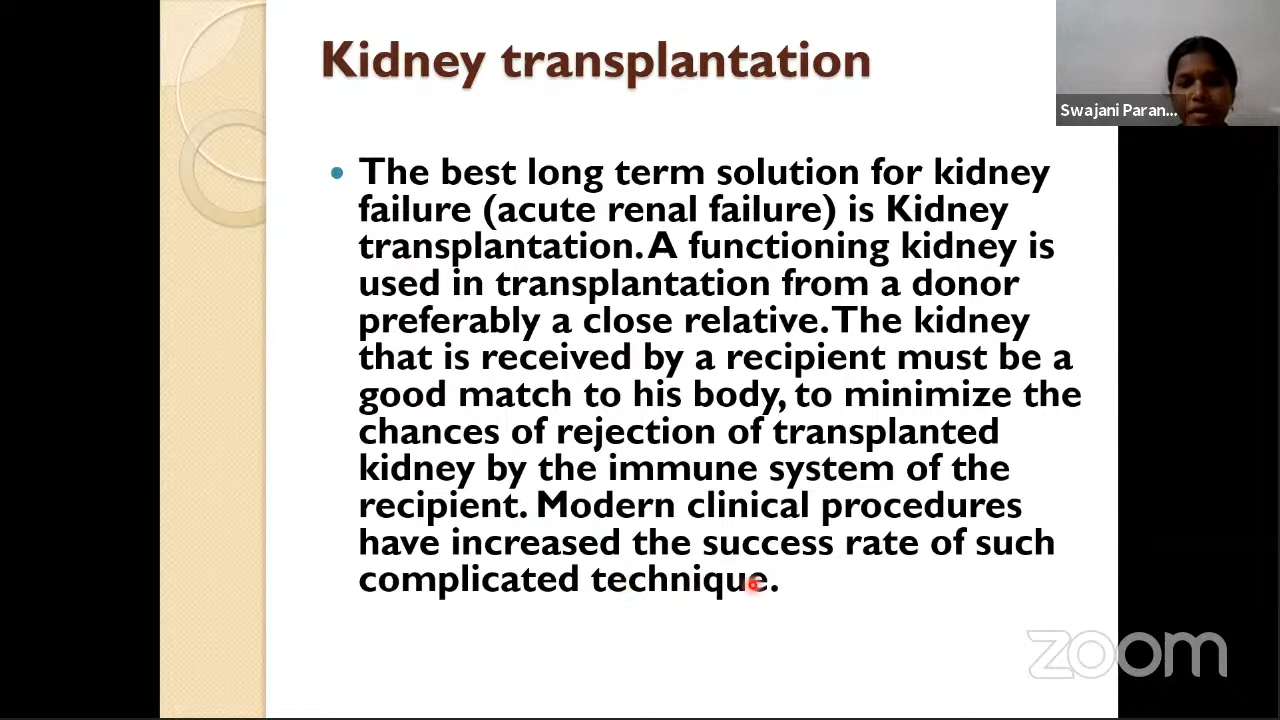 Kidney transplantation
Swajani Paran...
• The best long term solution for kidney
failure (acute renal failure) is Kidney
transplantation. A functioning kidney is
used in transplantation from a donor
preferably a close relative. The kidney
that is received by a recipient must be a
good match to his body, to minimize the
chances of rejection of transplanted
kidney by the immune system of the
recipient. Modern clinical procedures
have increased the success rate of such
complicated technique.
zoom